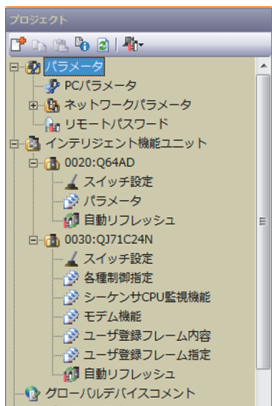 プロジェクト
パラメータ
PCパラメータ
ネットワークパラメータ
リモートパスワード
インテリジェント機能ユニット
0020:Q64AD
スイッチ設定
パラメータ
自動リフレッシュ
0030:QJ71C24N
スイッチ設定
各種制御指定
シーケンサCPU監視機能
モデム機能
ユーザ登録フレーム内容
ユーザ登録フレーム指定
自動リフレッシュ
グローバルデバイスコメント